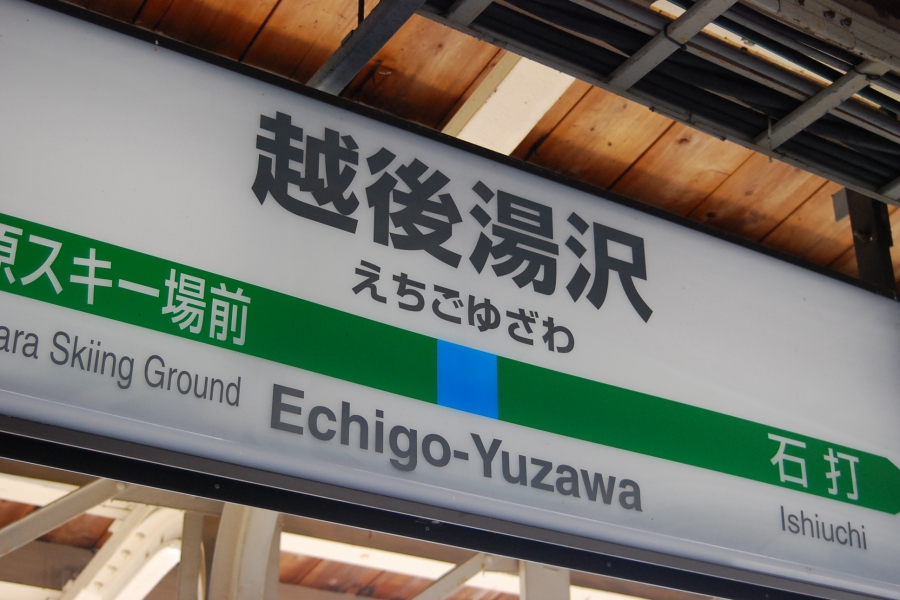 越後湯沢
えちごゆざわ
原スキー場前
石打
ara Skiing Ground
Echigo-Yuzawa
Ishiuchi